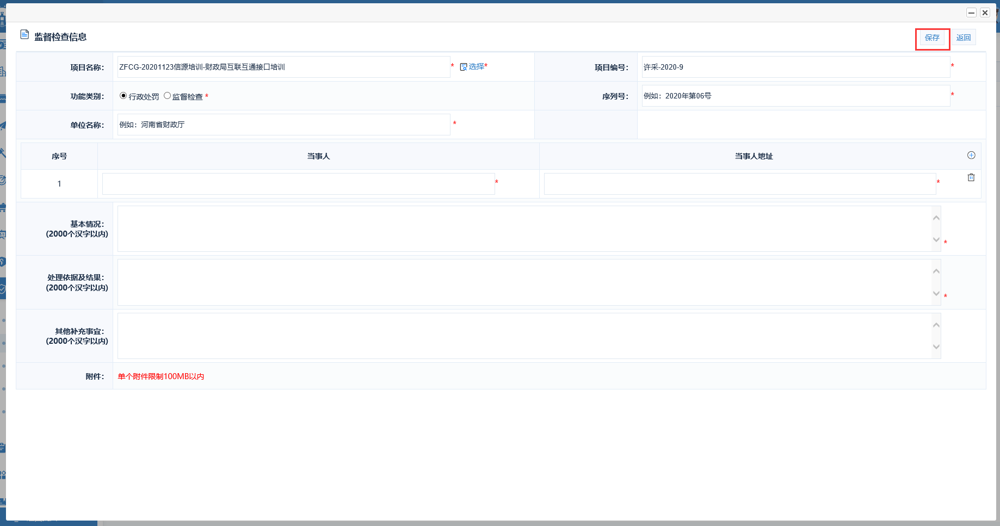 监督检查信息
保存
返回
项目名称：
ZFCG-20201123信源培训-财政局互联互通接口培训
*
选择*
项目编号：
许采-2020-9
*
功能类别：
行政处罚
监督检查 *
序列号：
例如：2020年第06号
*
单位名称：
例如：河南省财政厅
*
序号
当事人
当事人地址
1
*
*
基本情况：
(2000个汉字以内)
*
处理依据及结果：
(2000个汉字以内)
*
其他补充事宜：
(2000个汉字以内)
附件：
单个附件限制100MB以内